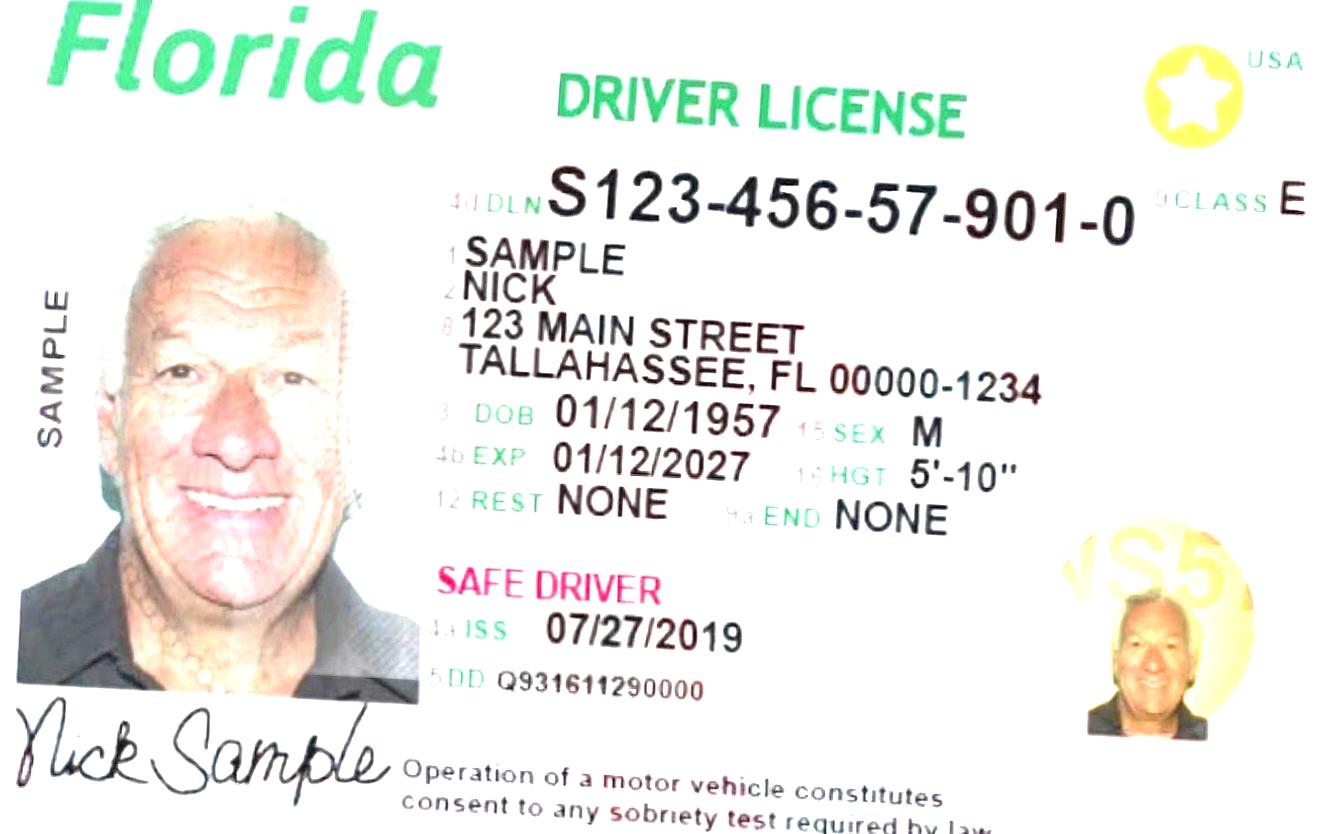 Florida
DRIVER LICENSE
USA
4d DLN S123-456-57-901-0 9 CLASS E
1 SAMPLE
2 NICK
8 123 MAIN STREET
TALLAHASSEE, FL 00000-1234
3 DOB 01/12/1957 15 SEX M
4b EXP 01/12/2027 16 HGT 5'-10"
12 REST NONE 9a END NONE
SAFE DRIVER
4a ISS 07/27/2019
5 DD Q931611290000
SAMPLE
Nick Sample
Operation of a motor vehicle constitutes
consent to any sobriety test required by law